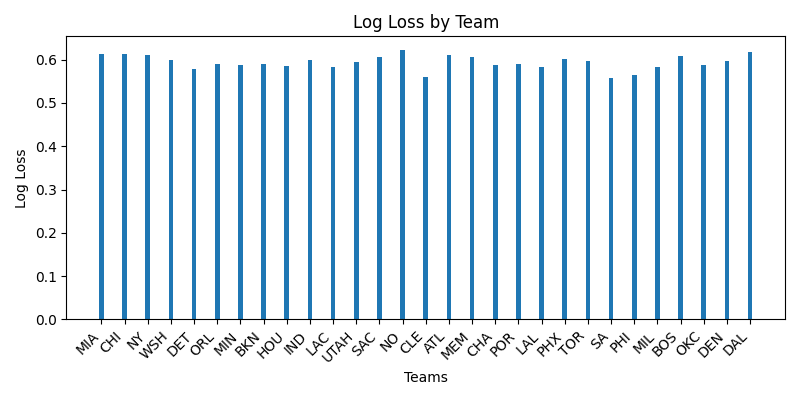 Log Loss by Team
Log Loss
0.6
0.5
0.4
0.3
0.2
0.1
0.0
MIA CHI NY WSH DET ORL MIN BKN HOU IND LAC UTAH SAC NO CLE ATL MEM CHA POR LAL PHX TOR SA PHI MIL BOS OKC DEN DAL
Teams